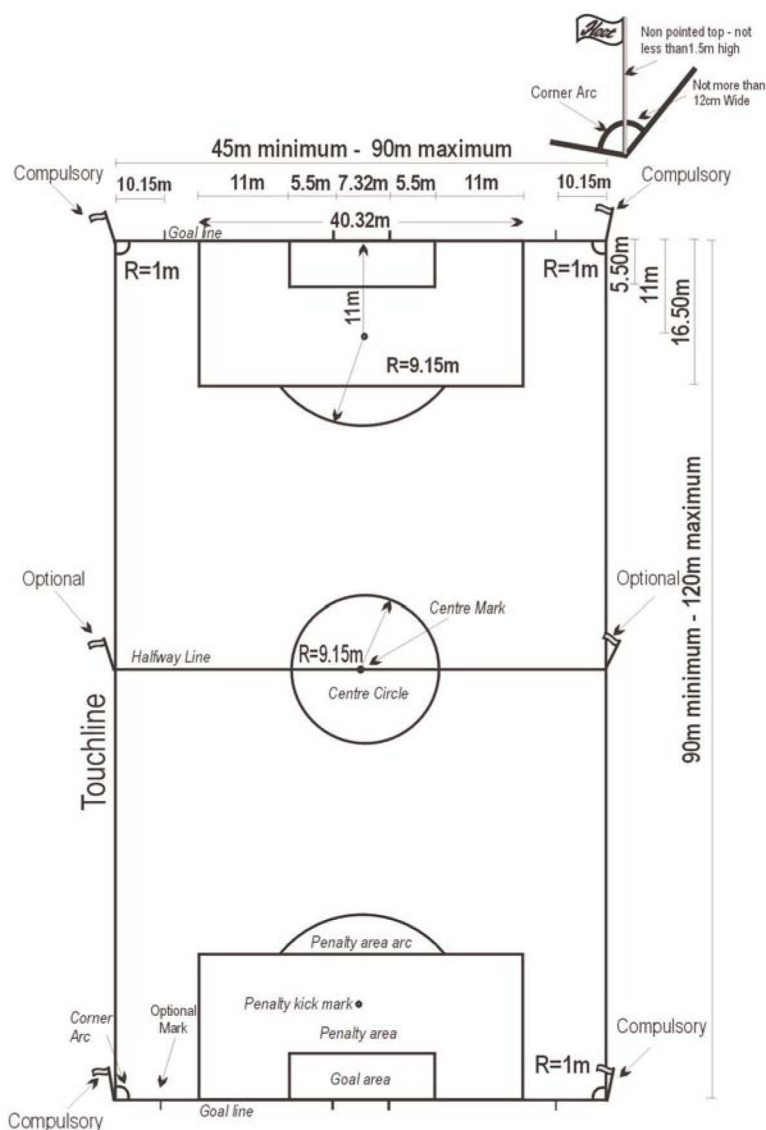 Fleet
Non pointed top - not
less than1.5m high
Corner Arc
Not more than
12cm Wide
45m minimum - 90m maximum
Compulsory
Compulsory
10.15m
11m
5.5m
7.32m
5.5m
11m
10.15m
40.32m
Goal line
R=1m
R=1m
5.50m
11m
16.50m
11m
R=9.15m
90m minimum - 120m maximum
Optional
Optional
Centre Mark
Halfway Line
R=9.15m
Centre Circle
Touchline
Penalty area arc
Penalty kick mark
Optional
Mark
Corner
Arc
Penalty area
Compulsory
Goal area
R=1m
Goal line
Compulsory